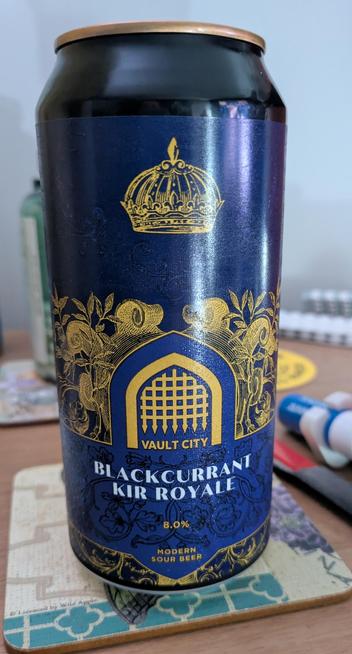 VAULT CITY
BLACKCURRANT
KIR ROYALE
8.0%
MODERN
SOUR BEER